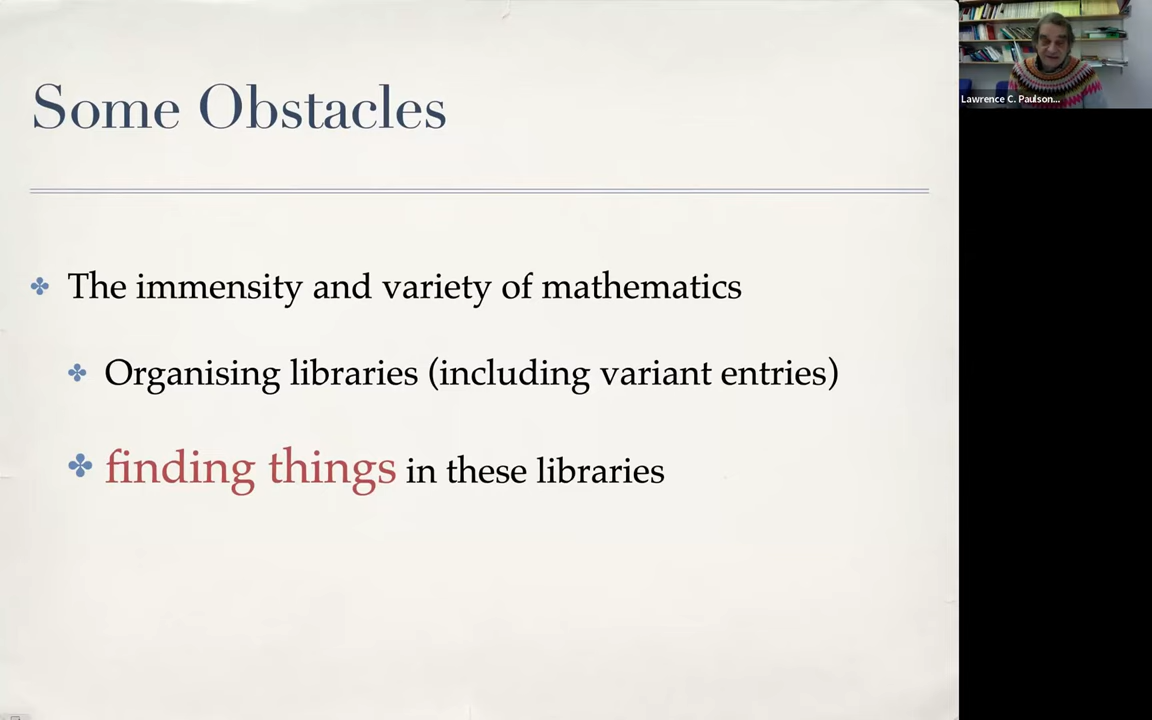 Some Obstacles
The immensity and variety of mathematics
Organising libraries (including variant entries)
finding things in these libraries
Lawrence C. Paulson...